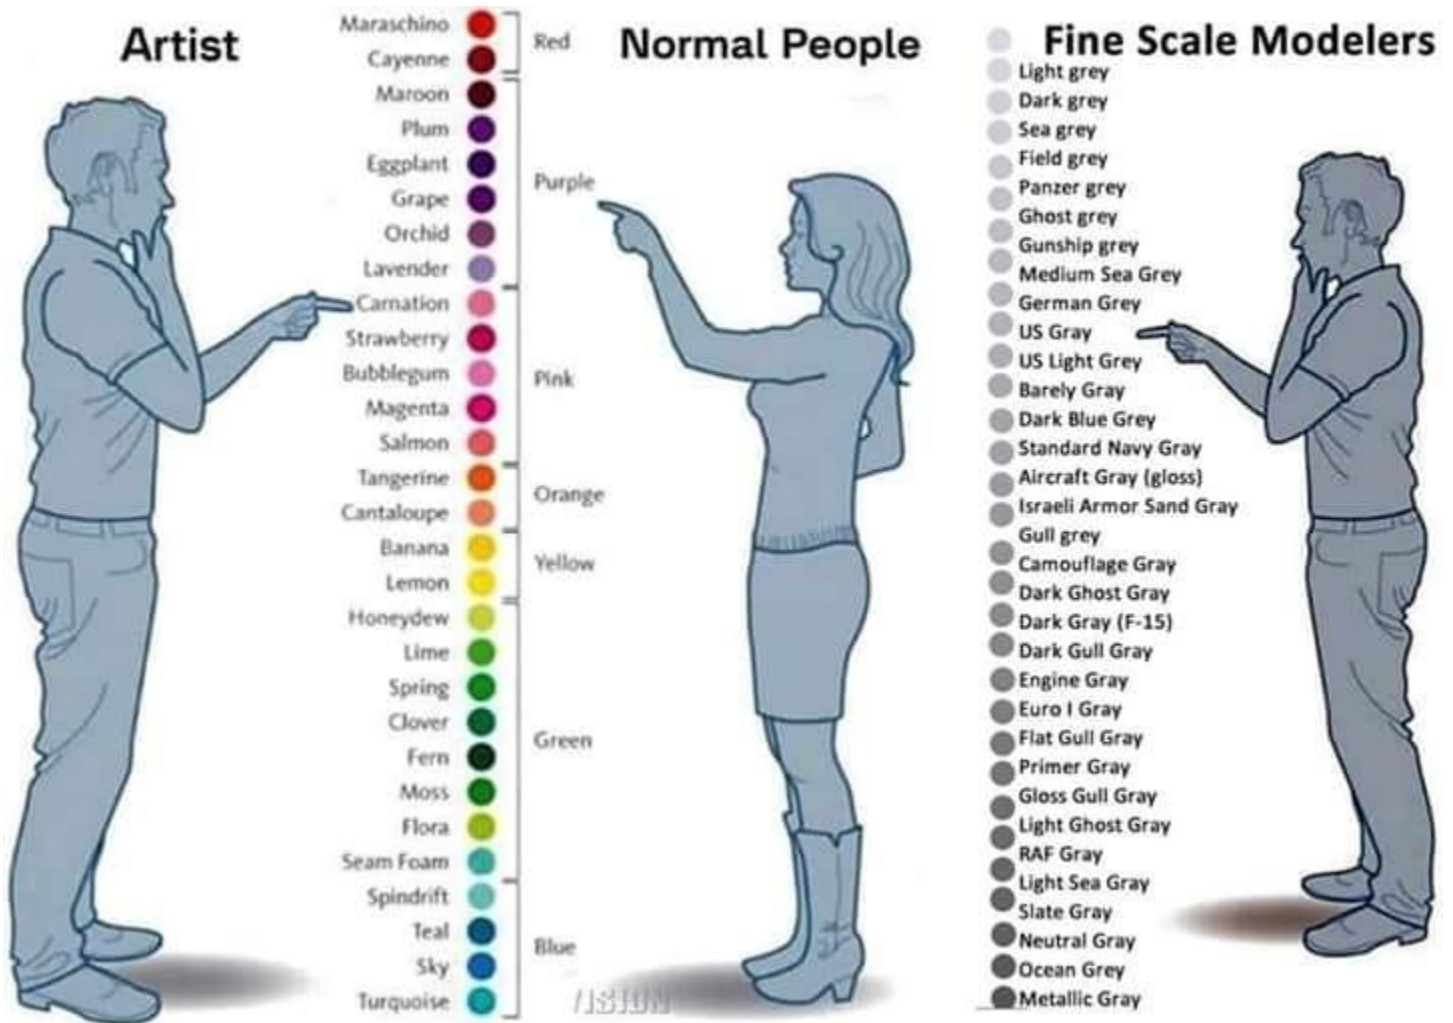 Artist
Maraschino
Cayenne
Maroon
Plum
Eggplant
Grape
Orchid
Lavender
Carnation
Strawberry
Bubblegum
Magenta
Salmon
Tangerine
Cantaloupe
Banana
Lemon
Honeydew
Lime
Spring
Clover
Fern
Moss
Flora
Seam Foam
Spindrift
Teal
Sky
Turquoise
Normal People
Red
Purple
Pink
Orange
Yellow
Green
Blue
VISION
Fine Scale Modelers
Light grey
Dark grey
Sea grey
Field grey
Panzer grey
Ghost grey
Gunship grey
Medium Sea Grey
German Grey
US Gray
US Light Grey
Barely Gray
Dark Blue Grey
Standard Navy Gray
Aircraft Gray (gloss)
Israeli Armor Sand Gray
Gull grey
Camouflage Gray
Dark Ghost Gray
Dark Gray (F-15)
Dark Gull Gray
Engine Gray
Euro I Gray
Flat Gull Gray
Primer Gray
Gloss Gull Gray
Light Ghost Gray
RAF Gray
Light Sea Gray
Slate Gray
Neutral Gray
Ocean Grey
Metallic Gray